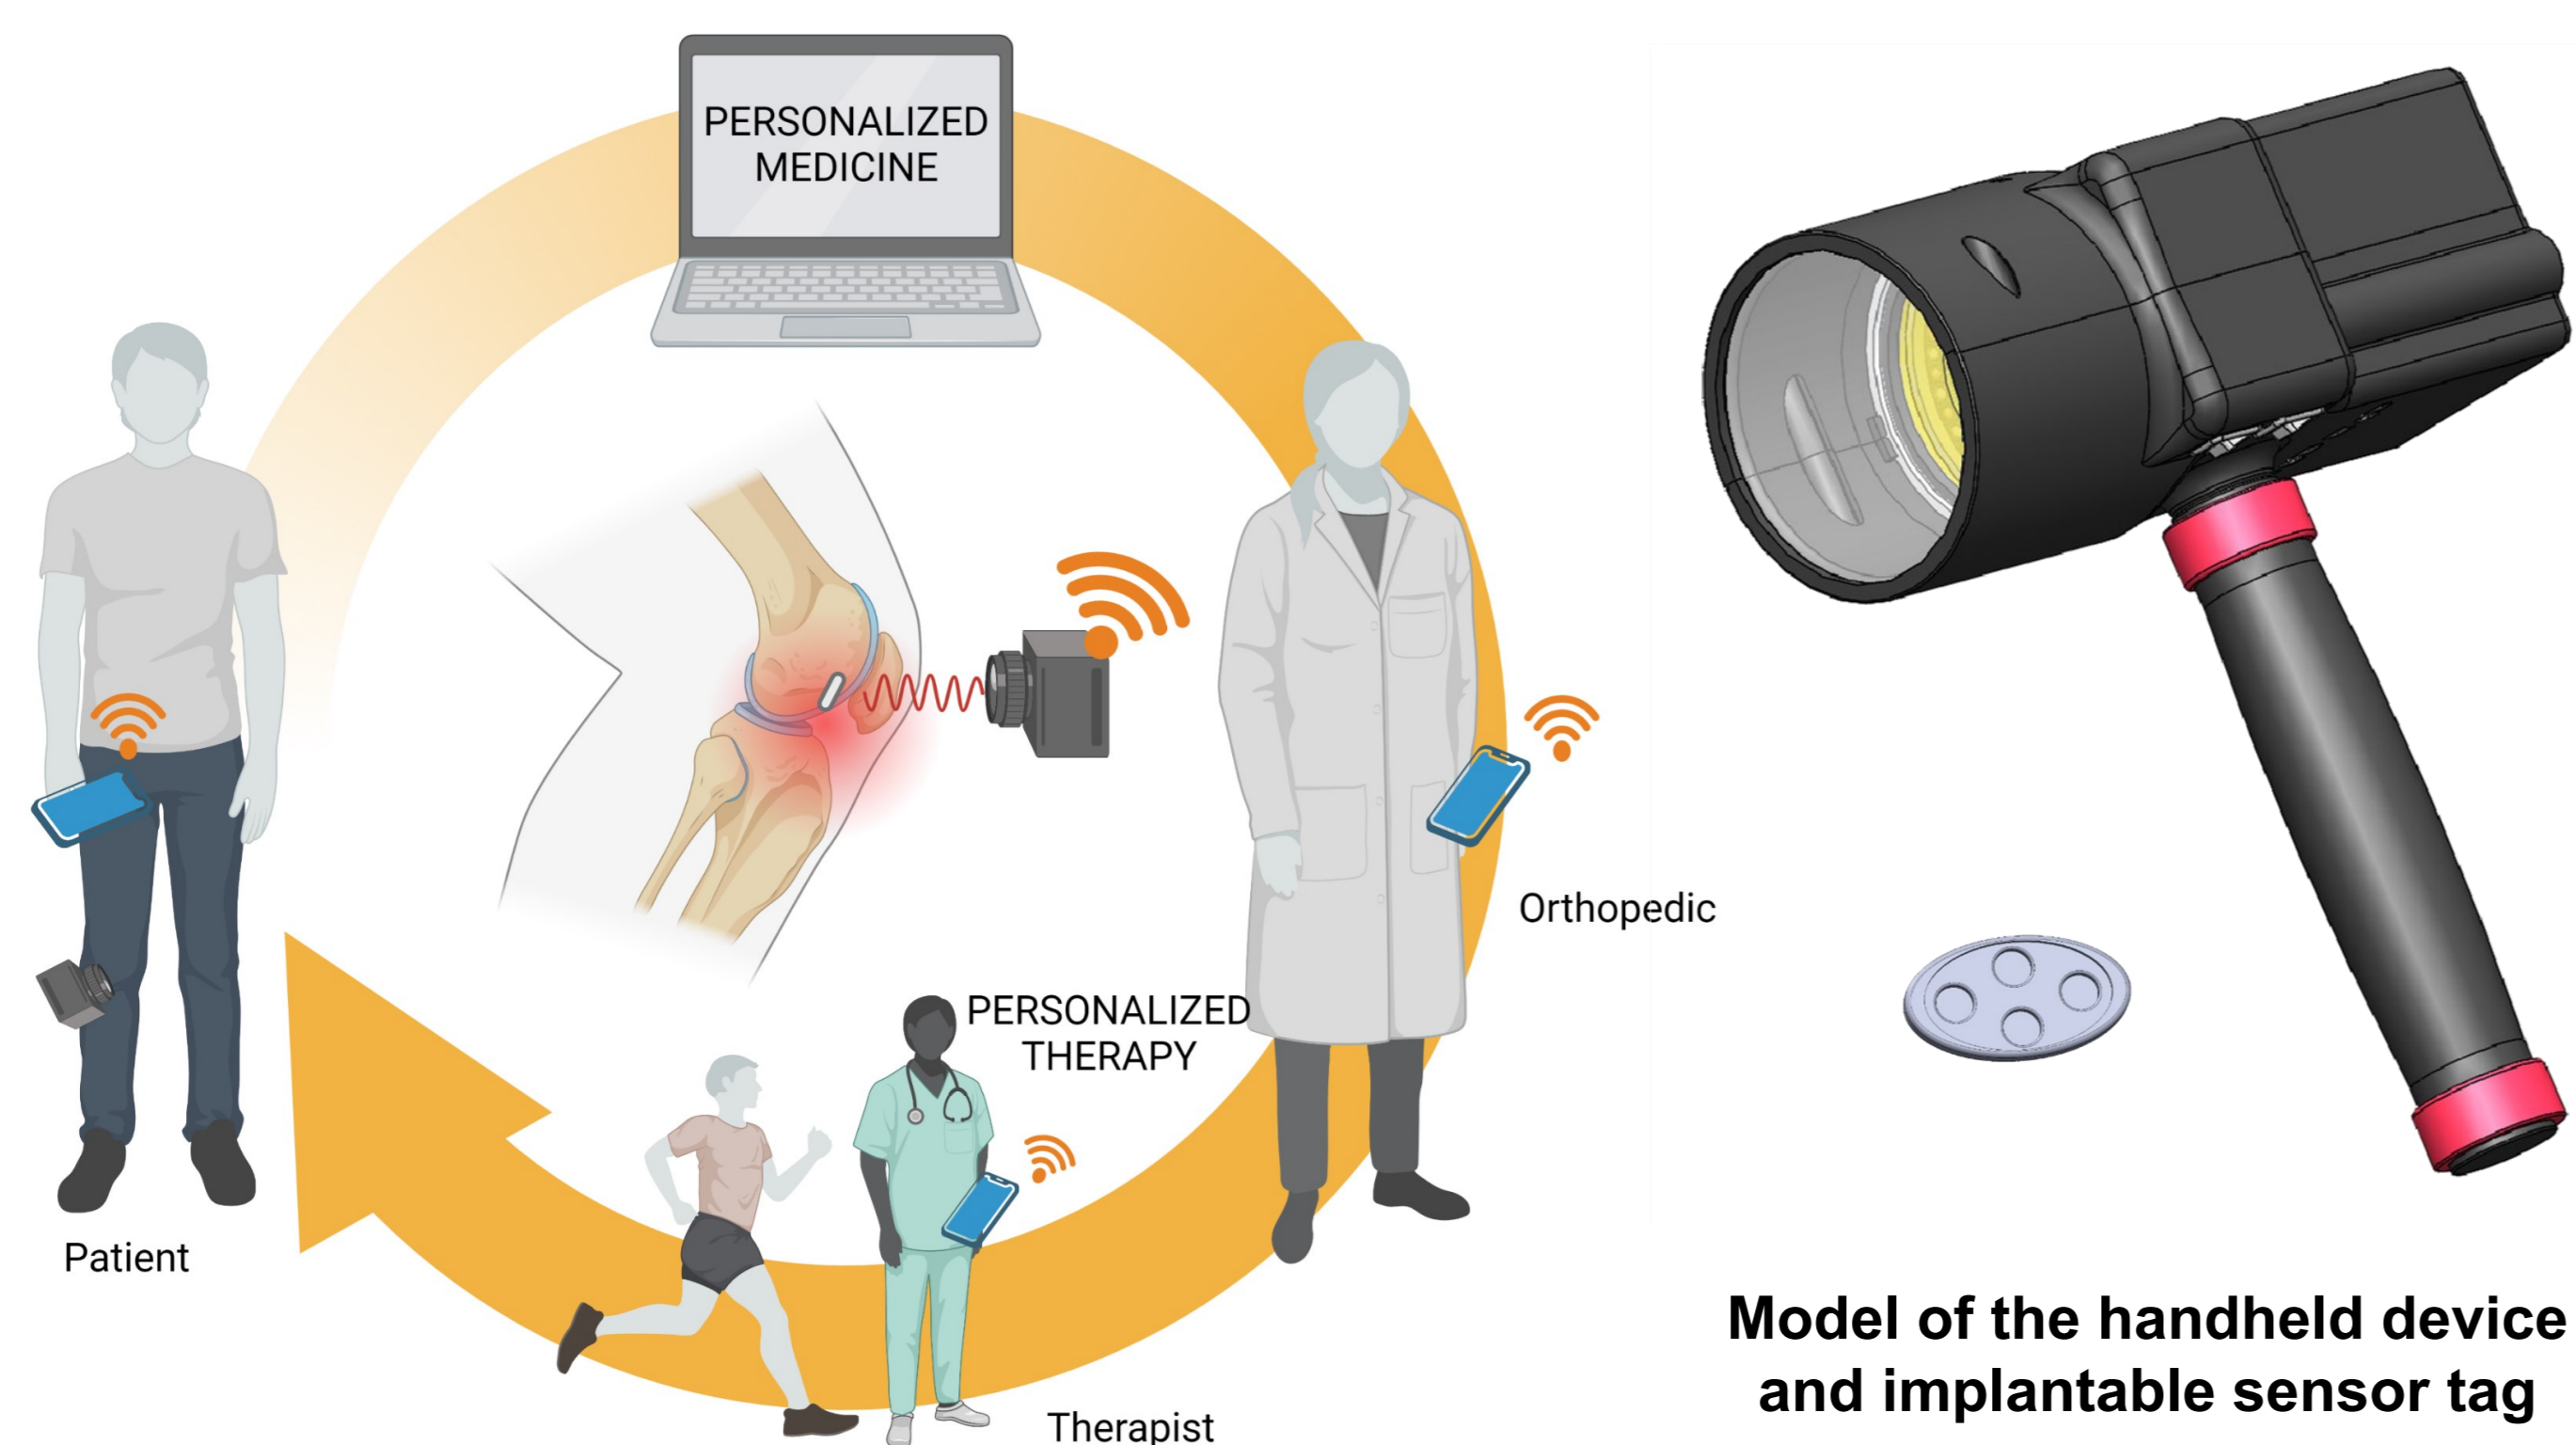 PERSONALIZED
MEDICINE
Orthopedic
PERSONALIZED
THERAPY
Patient
Therapist
Model of the handheld device
and implantable sensor tag